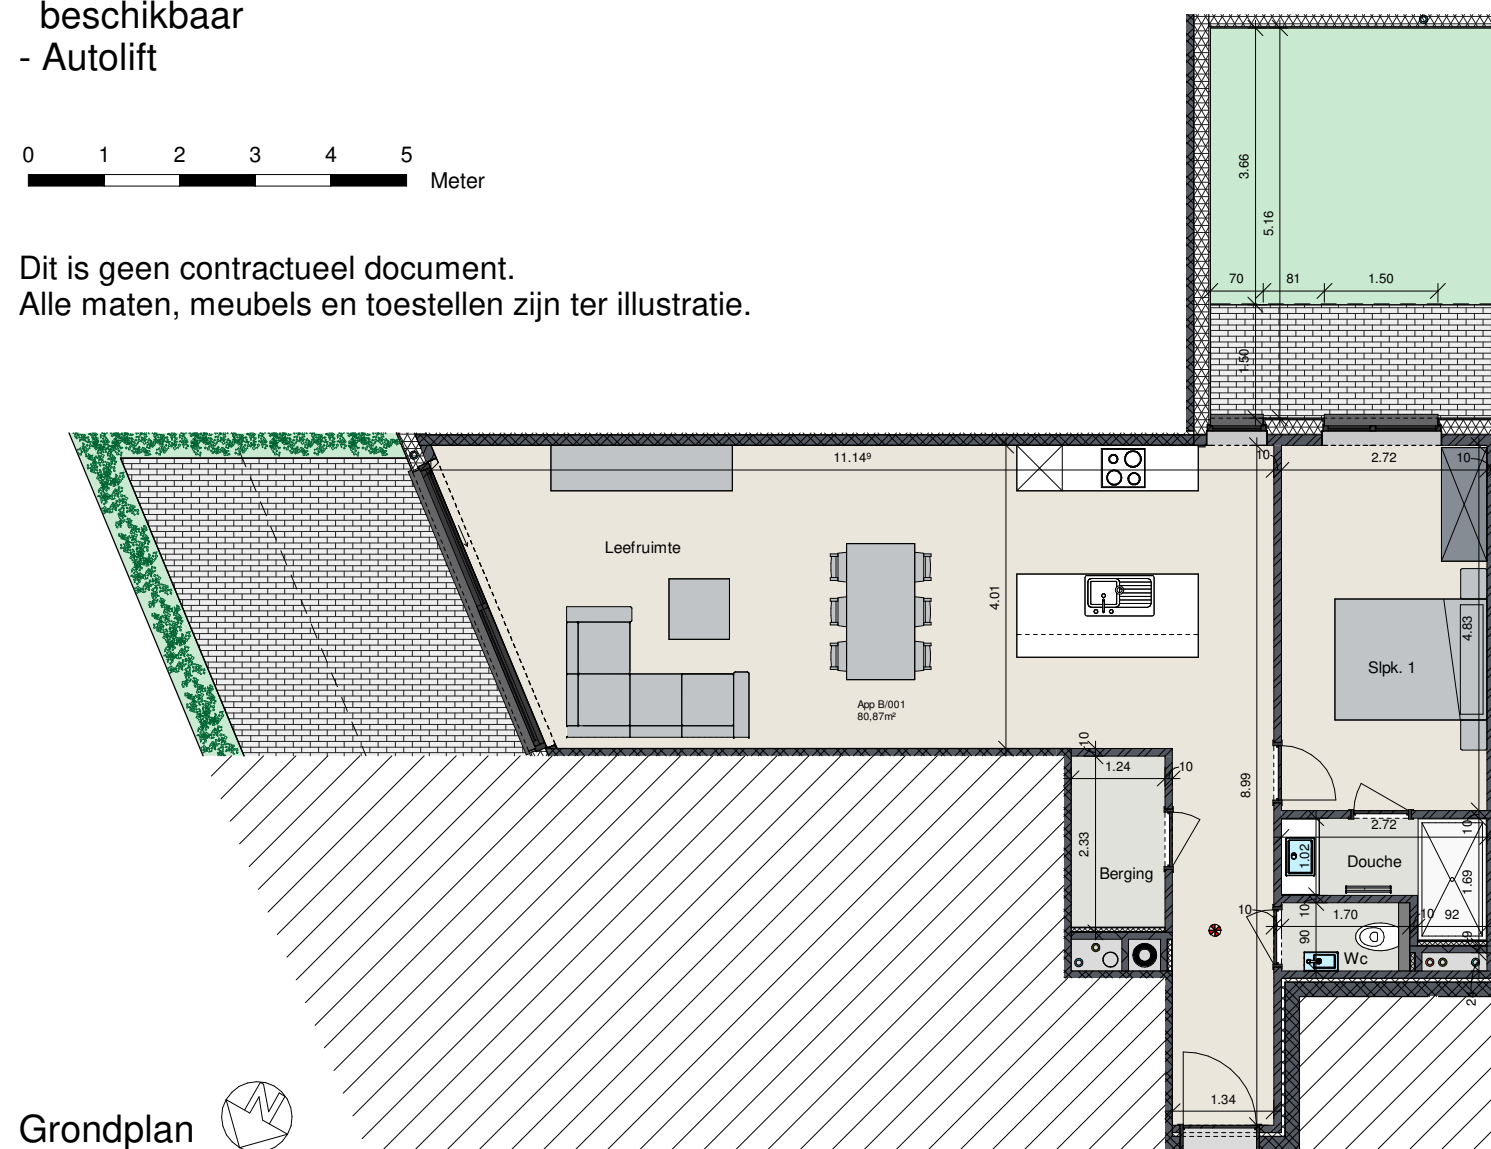 beschikbaar
- Autolift
0 1 2 3 4 5
Meter
Dit is geen contractueel document.
Alle maten, meubels en toestellen zijn ter illustratie.
3.66
5.16
70 81 1.50
1.50
11.14⁹
10
2.72
10
Leefruimte
4.01
4.83
Slpk. 1
App B/001
80,87m²
10
1.24
10
8.99
2.33
Berging
2.72
10
1.02
Douche
1.69
10
10
1.70
10
92
90
Wc
9
2
1.34
Grondplan